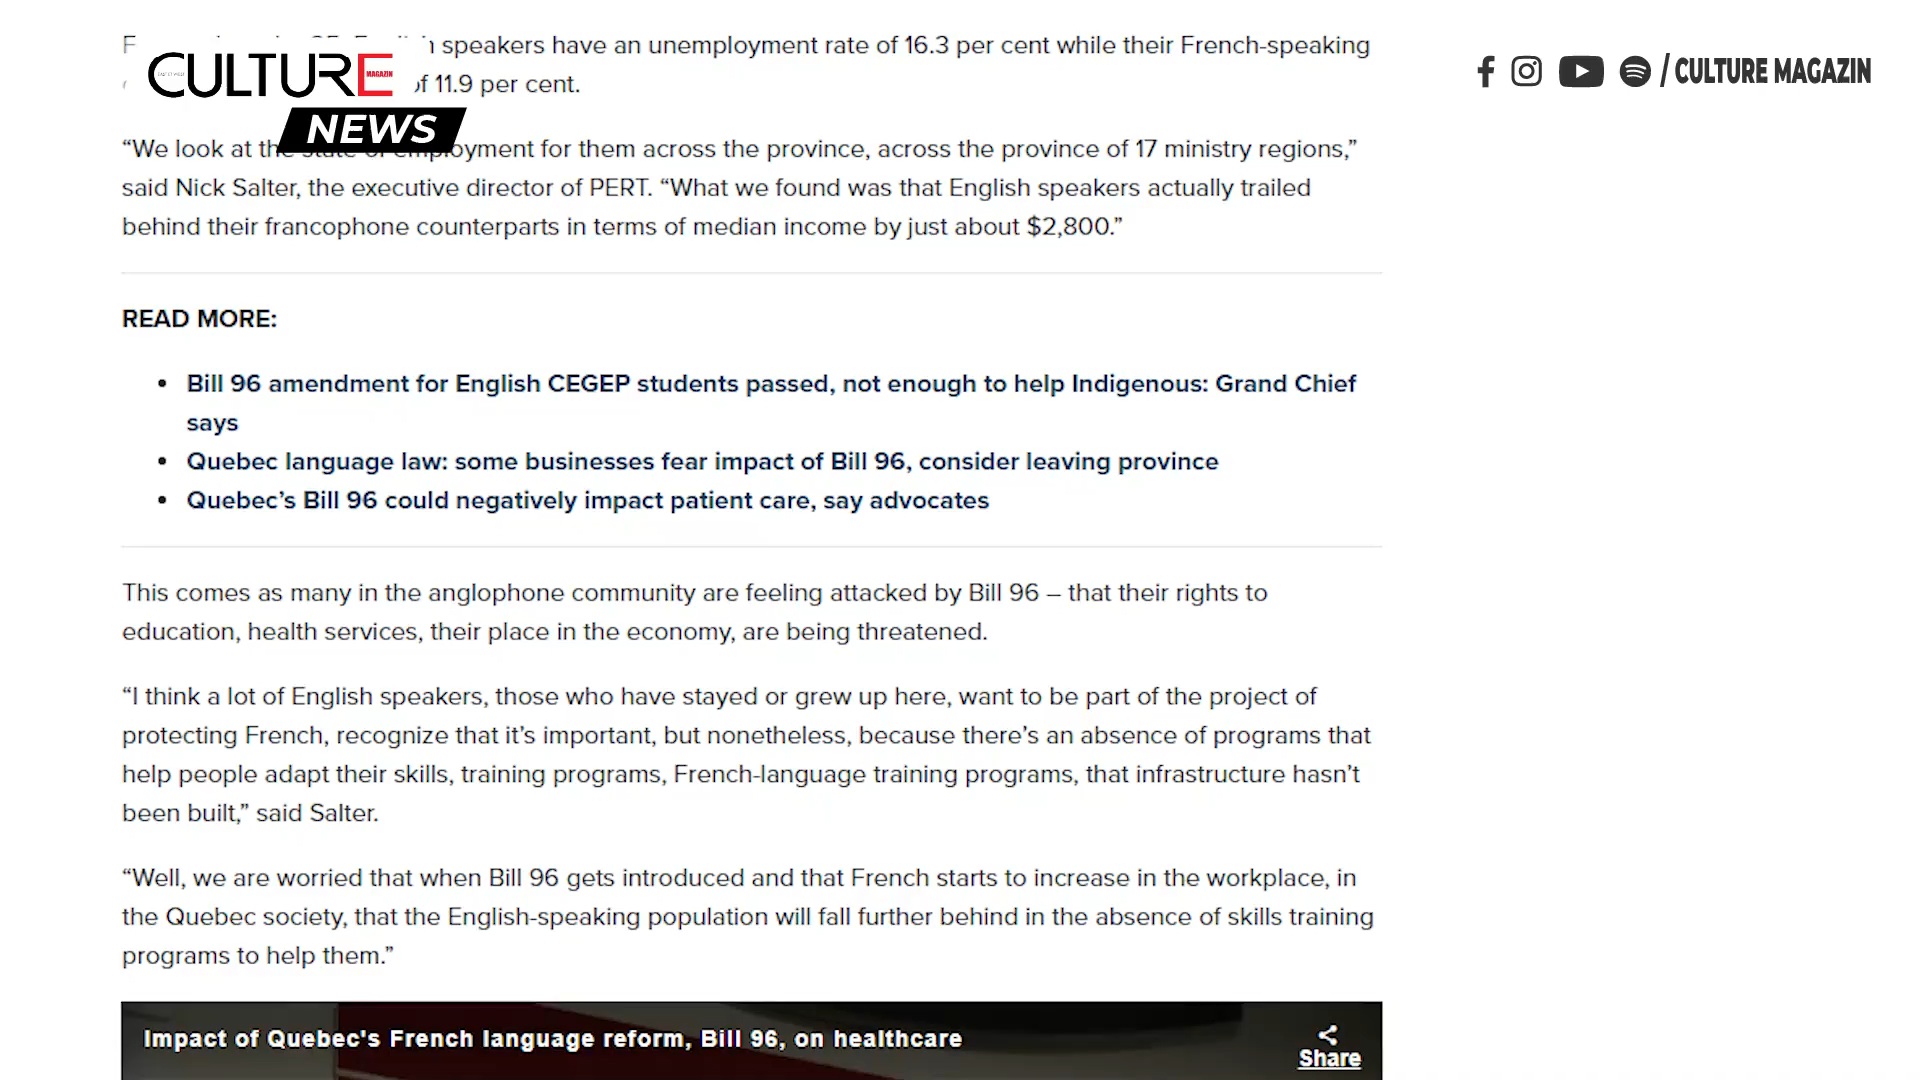 speakers have an unemployment rate of 16.3 per cent while their French-speaking
of 11.9 per cent.
CULTURE
MAGAZIN
NEWS
/ CULTURE MAGAZIN
“We look at the state of employment for them across the province, across the province of 17 ministry regions,”
said Nick Salter, the executive director of PERT. “What we found was that English speakers actually trailed
behind their francophone counterparts in terms of median income by just about $2,800.”
READ MORE:
• Bill 96 amendment for English CEGEP students passed, not enough to help Indigenous: Grand Chief
says
• Quebec language law: some businesses fear impact of Bill 96, consider leaving province
• Quebec’s Bill 96 could negatively impact patient care, say advocates
This comes as many in the anglophone community are feeling attacked by Bill 96 – that their rights to
education, health services, their place in the economy, are being threatened.
“I think a lot of English speakers, those who have stayed or grew up here, want to be part of the project of
protecting French, recognize that it’s important, but nonetheless, because there’s an absence of programs that
help people adapt their skills, training programs, French-language training programs, that infrastructure hasn’t
been built,” said Salter.
“Well, we are worried that when Bill 96 gets introduced and that French starts to increase in the workplace, in
the Quebec society, that the English-speaking population will fall further behind in the absence of skills training
programs to help them.”
Impact of Quebec's French language reform, Bill 96, on healthcare
Share